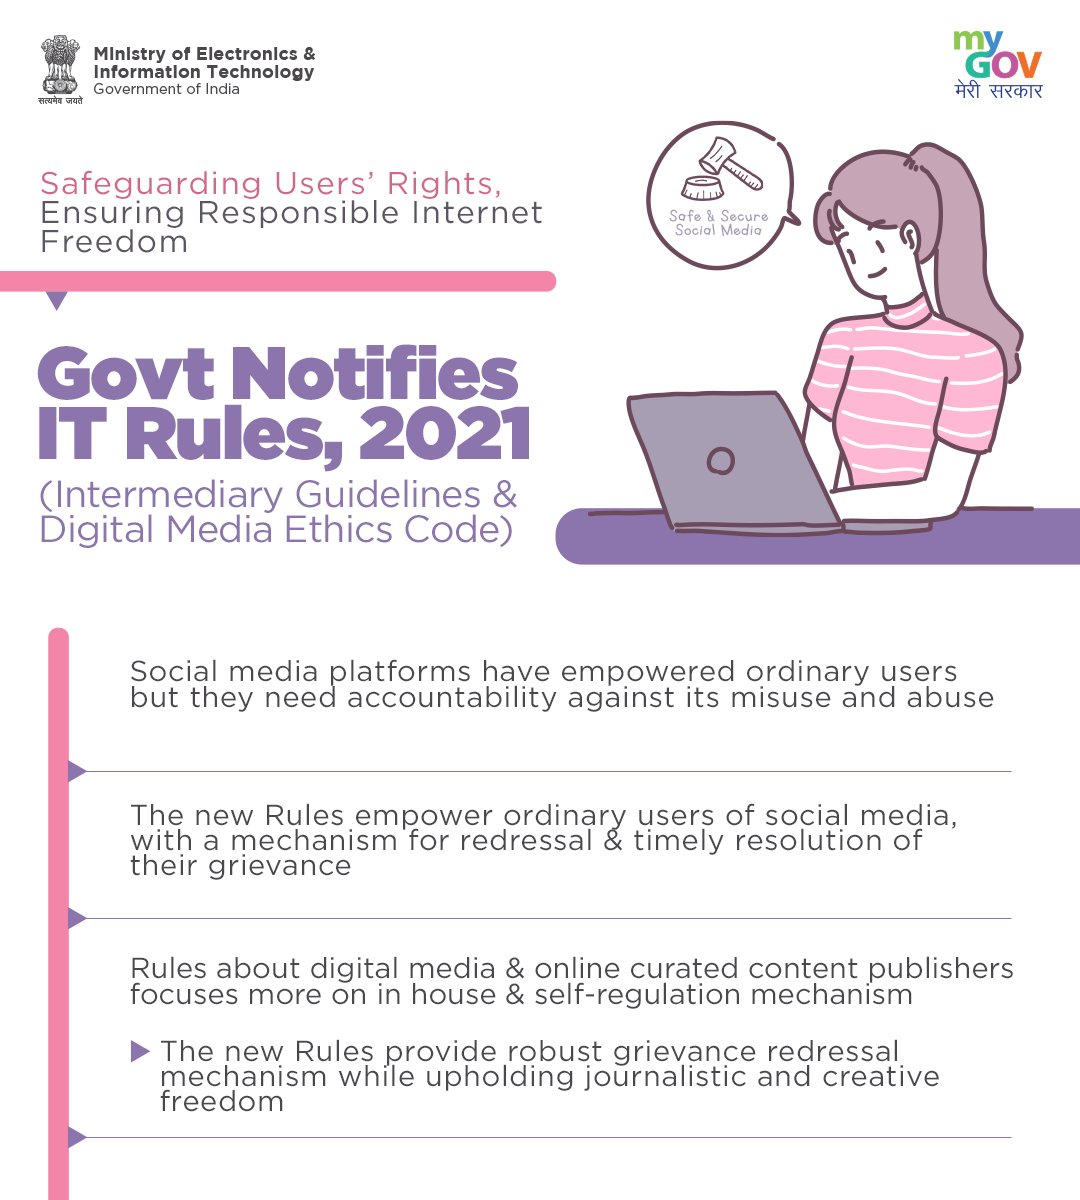 Ministry of Electronics &
Information Technology
Government of India
सत्यमेव जयते
my
GOV
मेरी सरकार
Safeguarding Users' Rights,
Ensuring Responsible Internet
Freedom
Safe & Secure
Social Media
Govt Notifies
IT Rules, 2021
(Intermediary Guidelines &
Digital Media Ethics Code)
Social media platforms have empowered ordinary users
but they need accountability against its misuse and abuse
The new Rules empower ordinary users of social media,
with a mechanism for redressal & timely resolution of
their grievance
Rules about digital media & online curated content publishers
focuses more on in house & self-regulation mechanism
The new Rules provide robust grievance redressal
mechanism while upholding journalistic and creative
freedom